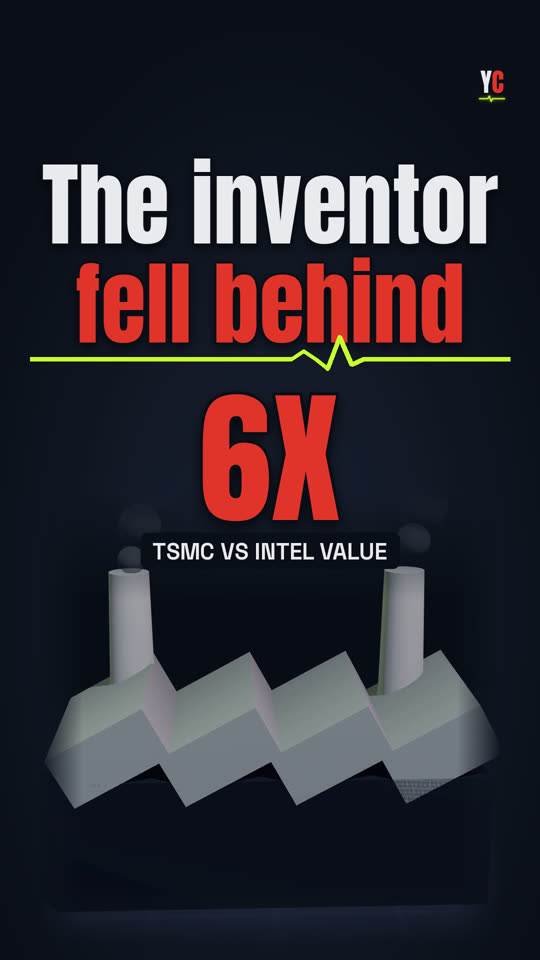 YC
The inventor
fell behind
6X
TSMC VS INTEL VALUE